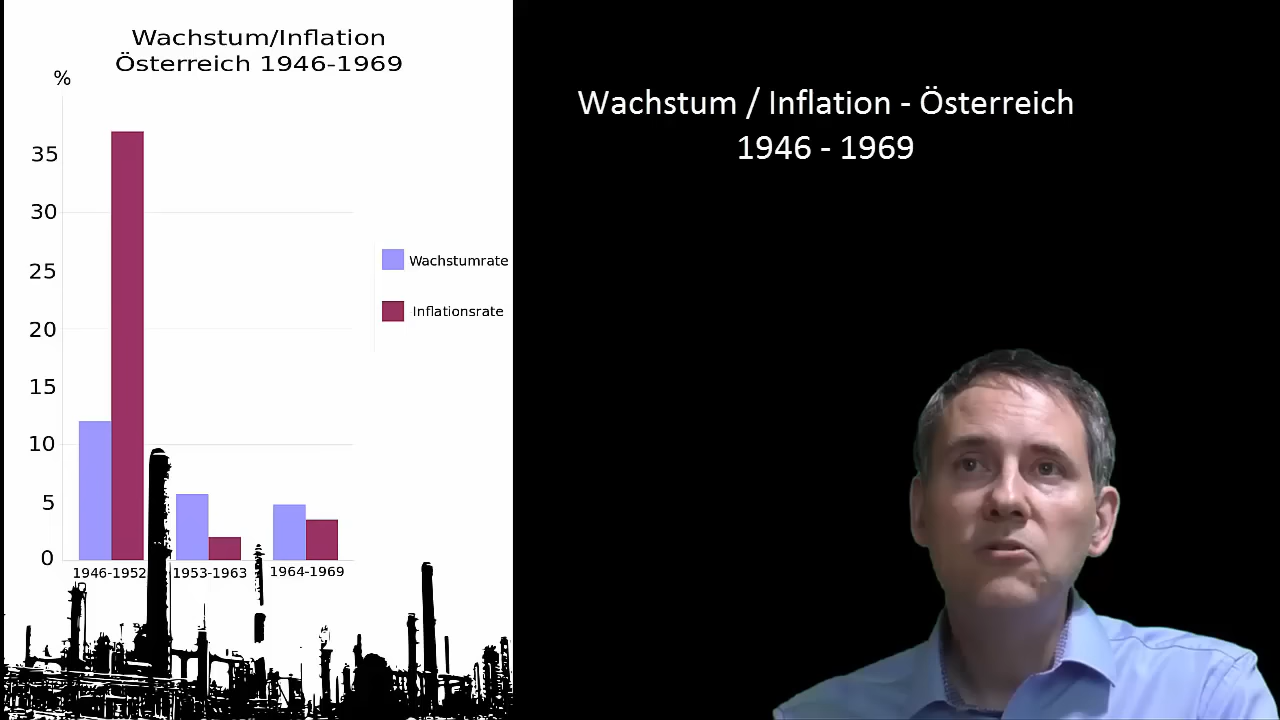 Wachstum/Inflation
Österreich 1946-1969
%
35
30
25
20
15
10
5
0
1946-1952
1953-1963
1964-1969
Wachstumrate
Inflationsrate
Wachstum / Inflation - Österreich
1946 - 1969